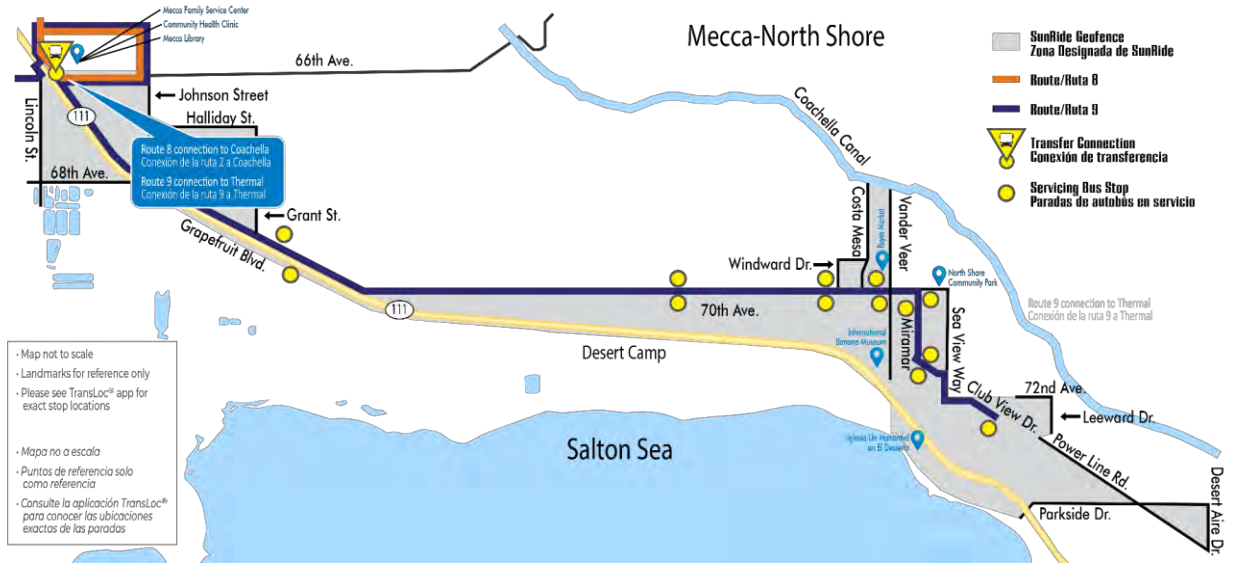 Mecca Family Service Center
Community Health Clinic
Mecca Library
66th Ave.
Mecca-North Shore
SunRide Geofence
Zona Designada de SunRide
Route/Ruta 8
Route/Ruta 9
Transfer Connection
Conexión de transferencia
Servicing Bus Stop
Paradas de autobús en servicio
Lincoln St.
Johnson Street
111
Halliday St.
Route 8 connection to Coachella
Conexión de la ruta 2 a Coachella
Route 9 connection to Thermal
Conexión de la ruta 9 a Thermal
68th Ave.
Grant St.
Grapefruit Blvd.
Coachella Canal
Costa Mesa
Reyes Market
Vander Veer
Windward Dr.
North Shore
Community Park
111
70th Ave.
Desert Camp
International
Banana Museum
Miramar
Sea View Way
Route 9 connection to Thermal
Conexión de la ruta 9 a Thermal
72nd Ave.
Club View Dr.
Leeward Dr.
Iglesia Un Manantial
en El Desierto
Power Line Rd.
Salton Sea
Parkside Dr.
Desert Aire Dr.
· Map not to scale
· Landmarks for reference only
· Please see TransLoc® app for
exact stop locations
· Mapa no a escala
· Puntos de referencia solo
como referencia
· Consulte la aplicación TransLoc®
para conocer las ubicaciones
exactas de las paradas